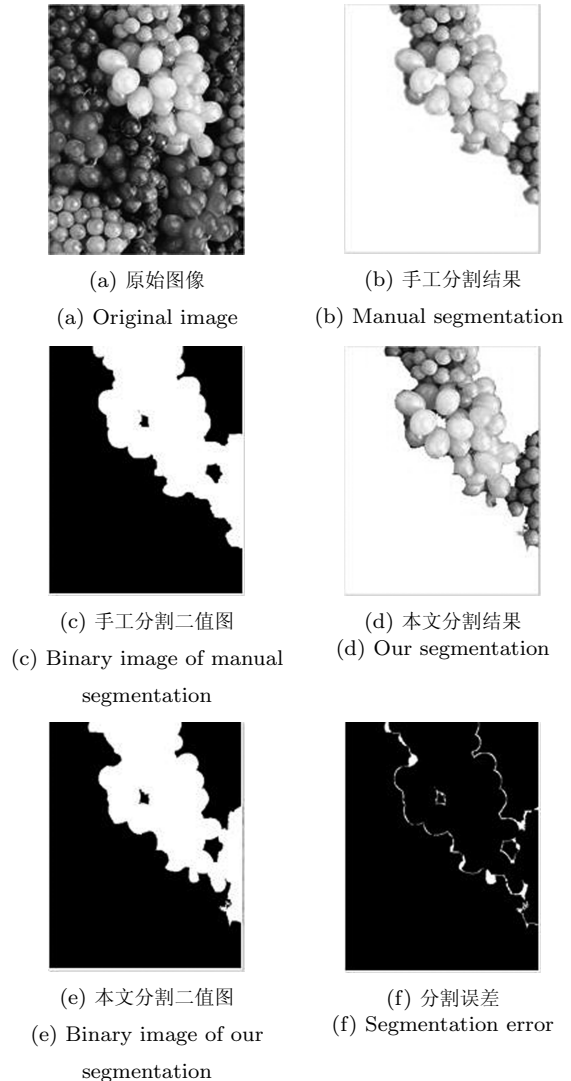 (a) 原始图像
(a) Original image
(b) 手工分割结果
(b) Manual segmentation
(c) 手工分割二值图
(c) Binary image of manual
segmentation
(d) 本文分割结果
(d) Our segmentation
(e) 本文分割二值图
(e) Binary image of our
segmentation
(f) 分割误差
(f) Segmentation error